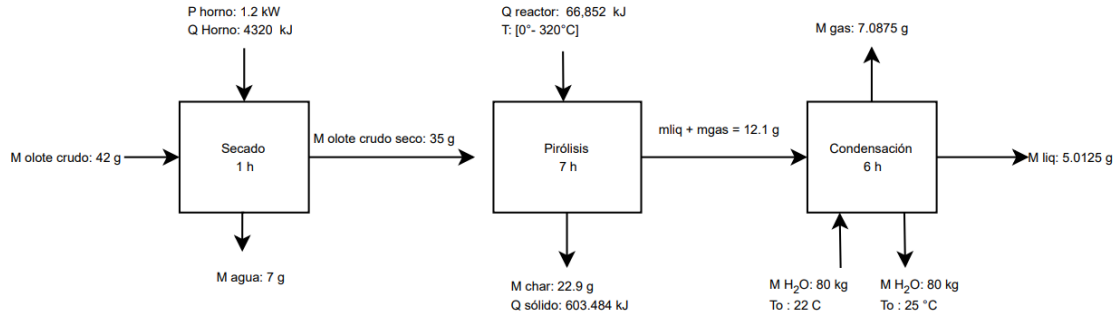 P horno: 1.2 kW
Q Horno: 4320 kJ
Q reactor: 66,852 kJ
T: [0°- 320°C]
M gas: 7.0875 g
M olote crudo: 42 g
Secado
1 h
M olote crudo seco: 35 g
Pirólisis
7 h
mliq + mgas = 12.1 g
Condensación
6 h
M liq: 5.0125 g
M agua: 7 g
M char: 22.9 g
Q sólido: 603.484 kJ
M H₂O: 80 kg
To : 22 C
M H₂O: 80 kg
To : 25 °C